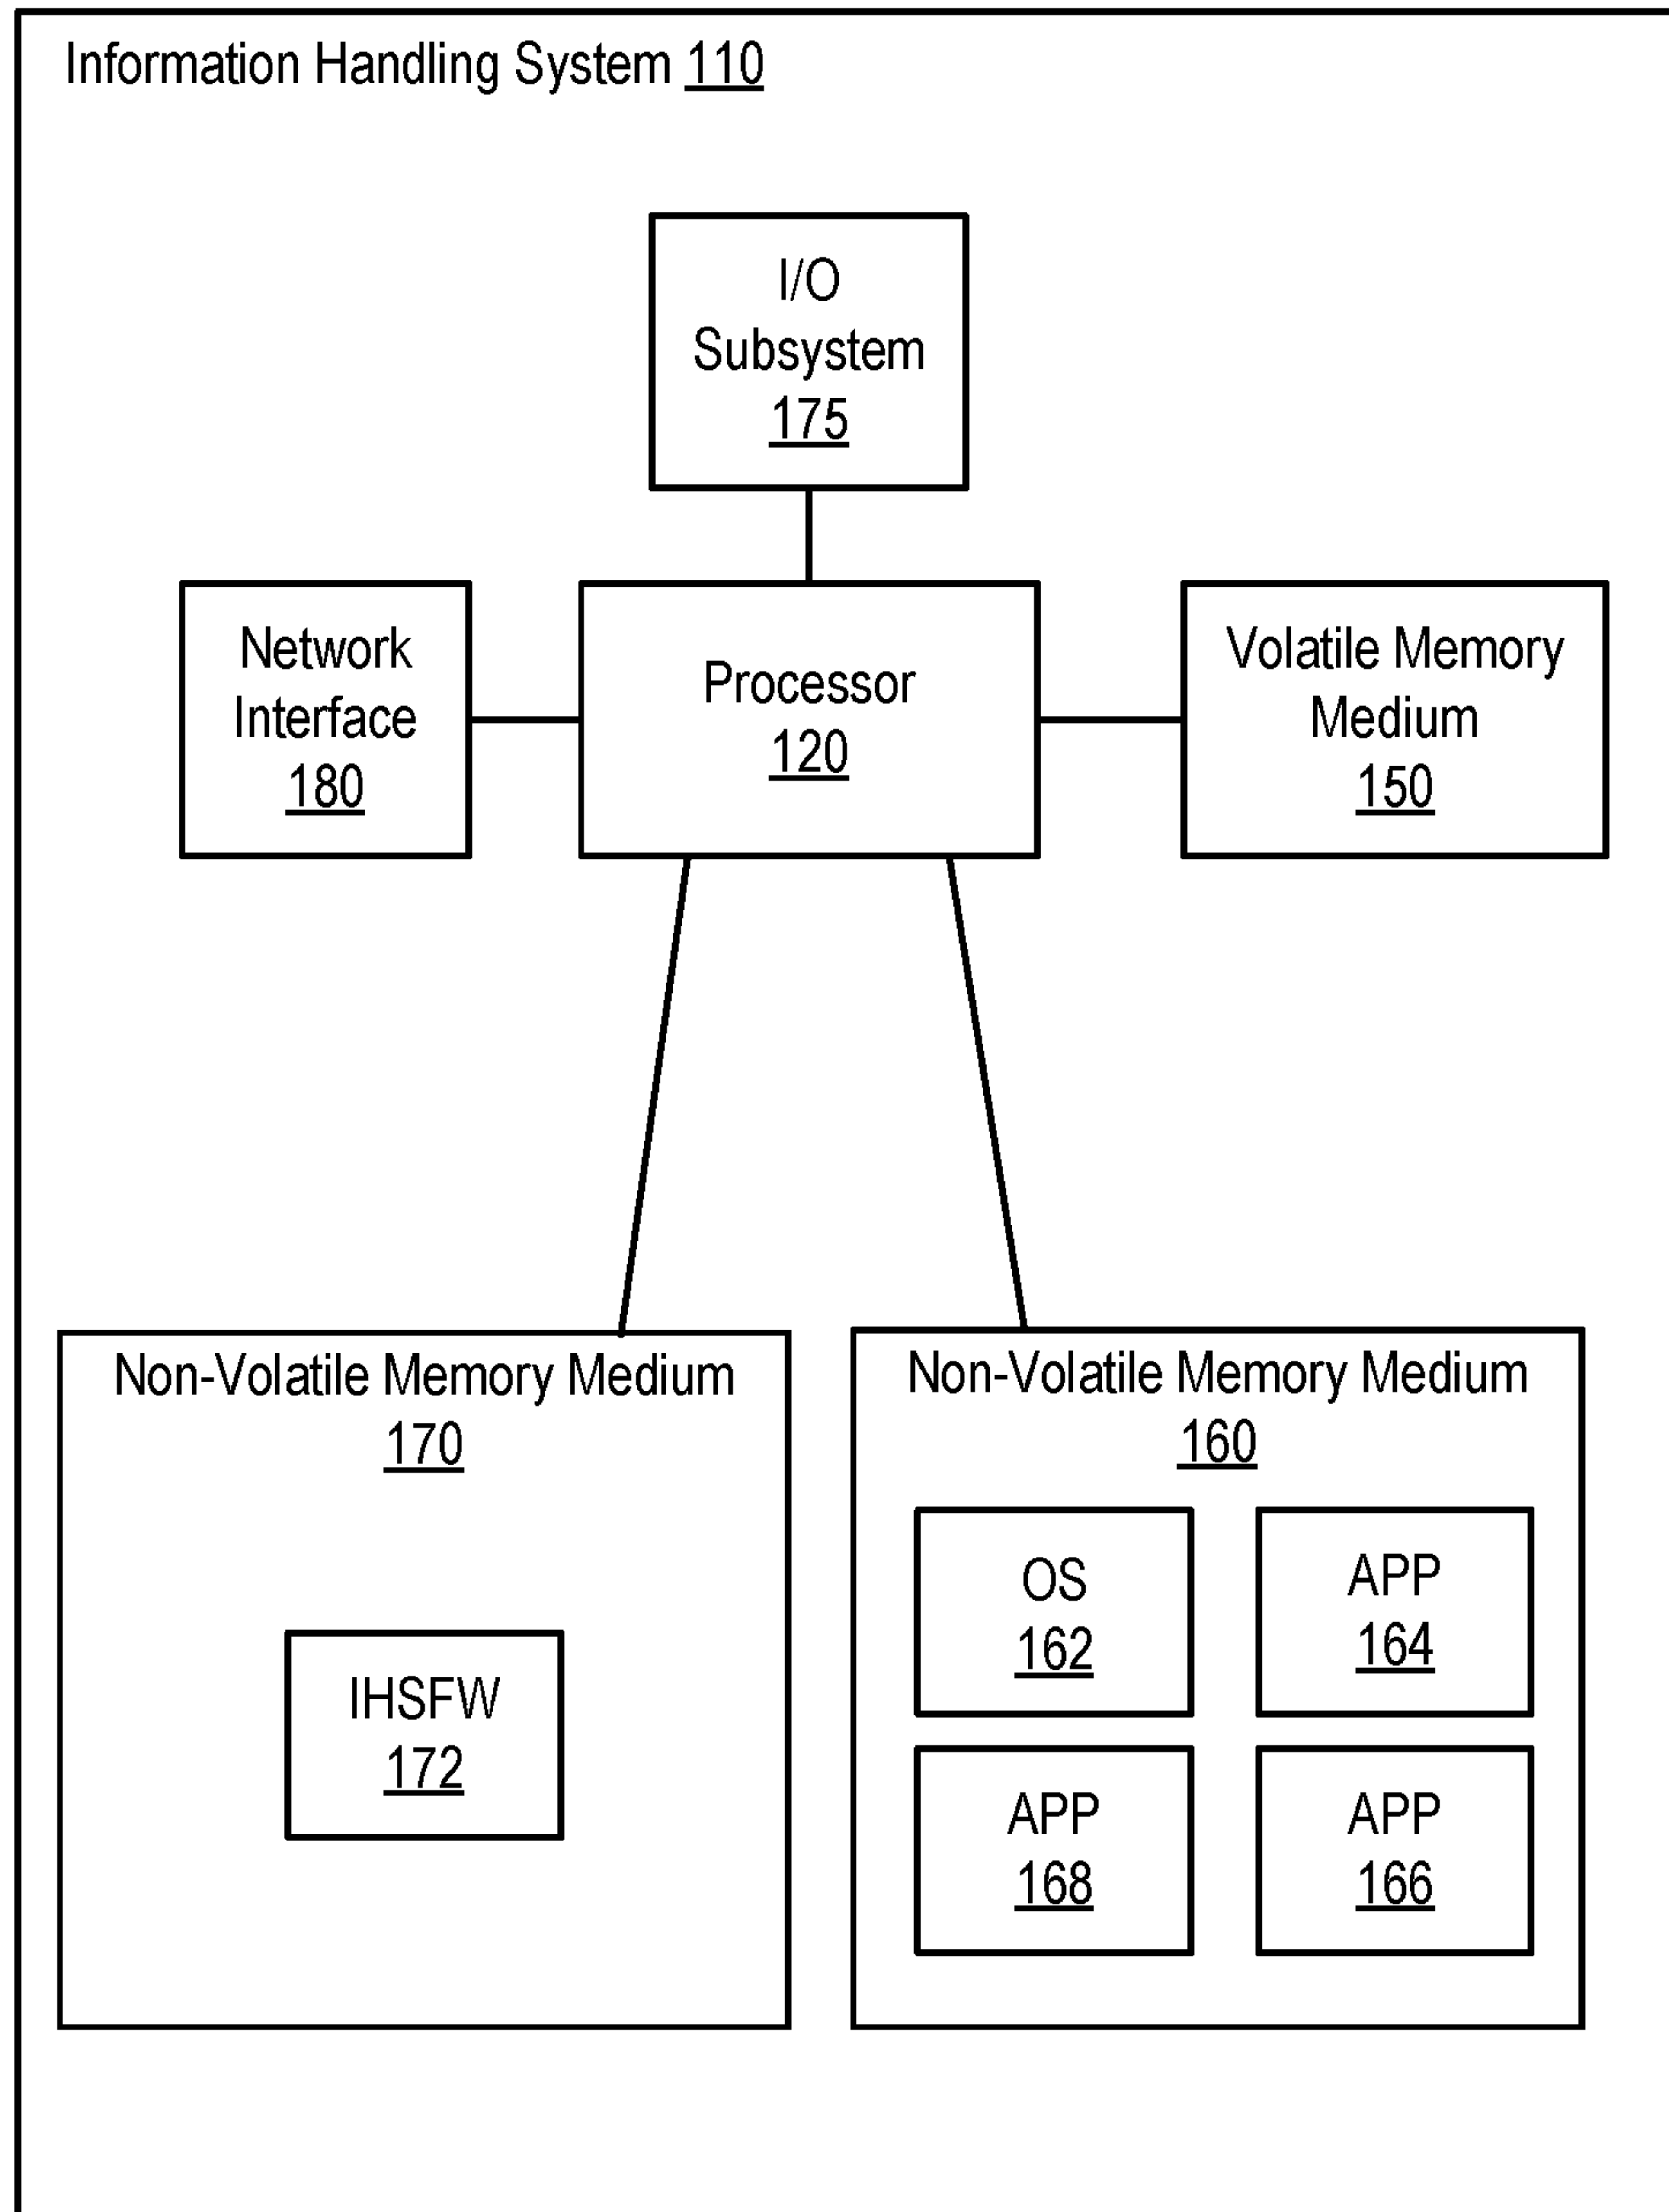 Information Handling System 110
I/O
Subsystem
175
Network
Interface
180
Processor
120
Volatile Memory
Medium
150
Non-Volatile Memory Medium
170
IHSFW
172
Non-Volatile Memory Medium
160
OS
162
APP
164
APP
168
APP
166